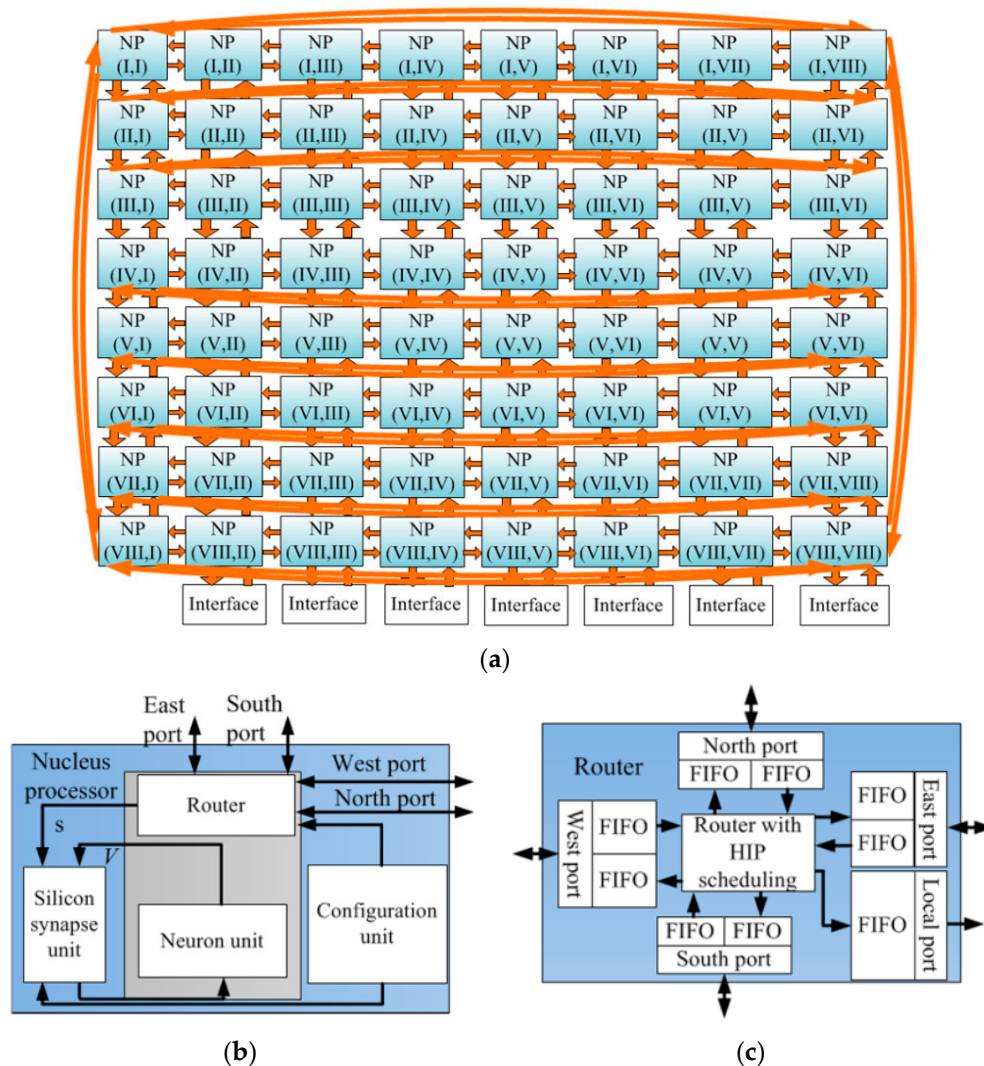 NP NP NP NP NP NP NP NP
(I,I) (I,II) (I,III) (I,IV) (I,V) (I,VI) (I,VII) (I,VIII)
NP NP NP NP NP NP NP NP
(II,I) (II,II) (II,III) (II,IV) (II,V) (II,VI) (II,V) (II,VI)
NP NP NP NP NP NP NP NP
(III,I) (III,II) (III,III) (III,IV) (III,V) (III,VI) (III,V) (III,VI)
NP NP NP NP NP NP NP NP
(IV,I) (IV,II) (IV,III) (IV,IV) (IV,V) (IV,VI) (IV,V) (IV,VI)
NP NP NP NP NP NP NP NP
(V,I) (V,II) (V,III) (V,IV) (V,V) (V,VI) (V,V) (V,VI)
NP NP NP NP NP NP NP NP
(VI,I) (VI,II) (VI,III) (VI,IV) (VI,V) (VI,VI) (VI,V) (VI,VI)
NP NP NP NP NP NP NP NP
(VII,I) (VII,II) (VII,III) (VII,IV) (VII,V) (VII,VI) (VII,VII) (VII,VIII)
NP NP NP NP NP NP NP NP
(VIII,I) (VIII,II) (VIII,III) (VIII,IV) (VIII,V) (VIII,VI) (VIII,VII) (VIII,VIII)
Interface Interface Interface Interface Interface Interface Interface
(a)
East
port
South
port
Nucleus
processor
West port
North port
Router
s
V
Silicon
synapse
unit
Neuron unit
Configuration
unit
(b)
Router
North port
FIFO FIFO
West port
FIFO
FIFO
Router with
HIP
scheduling
FIFO
FIFO
East port
FIFO
Local port
FIFO FIFO
South port
(c)